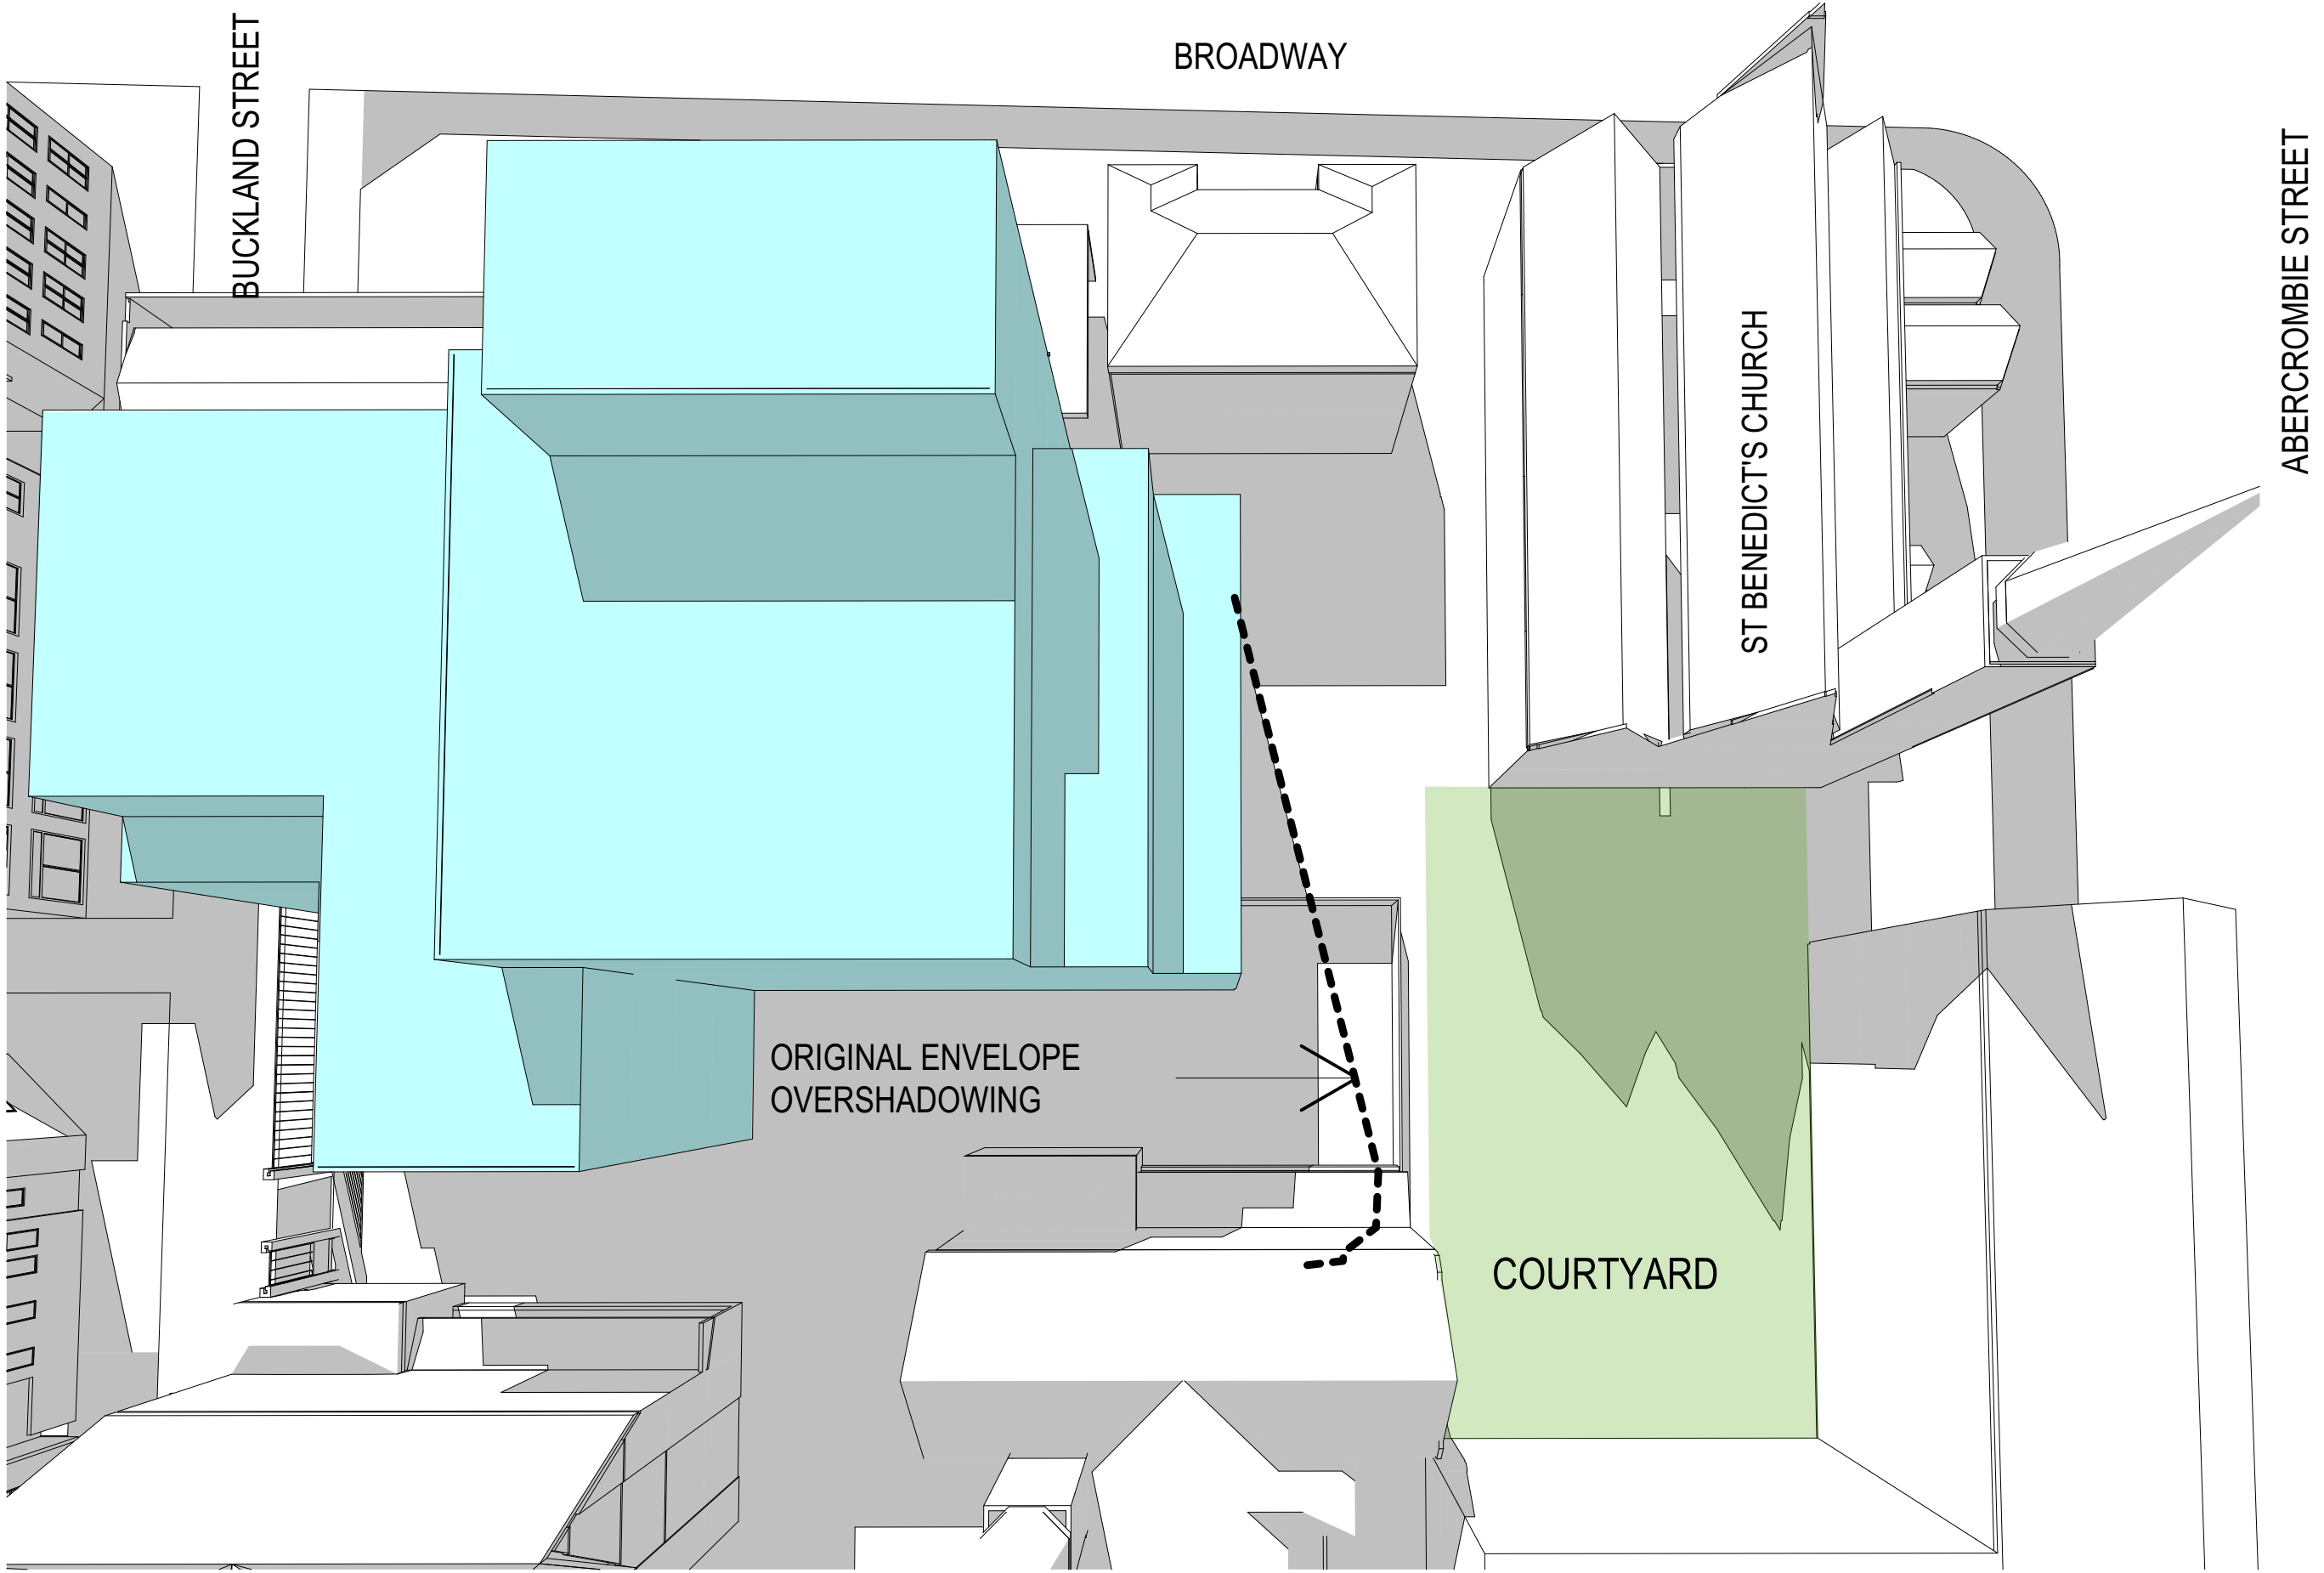 BROADWAY
BUCKLAND STREET
ABERCROMBIE STREET
ST BENEDICT'S CHURCH
ORIGINAL ENVELOPE
OVERSHADOWING
COURTYARD